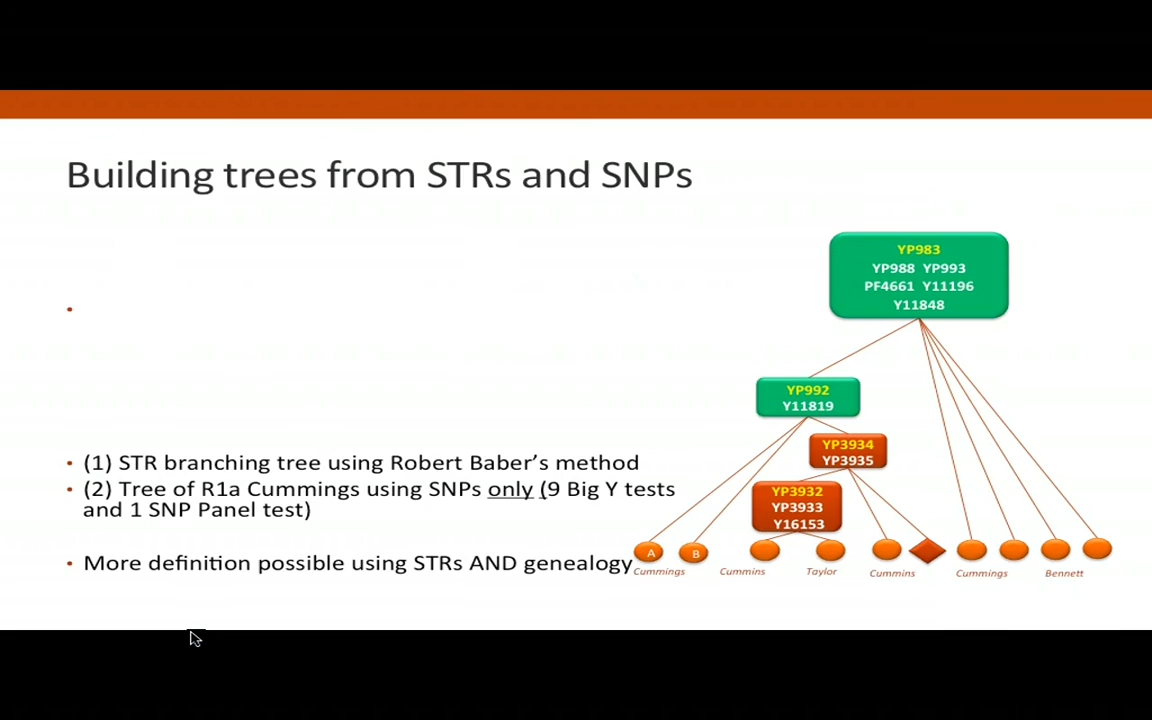 Building trees from STRs and SNPs
•
• (1) STR branching tree using Robert Baber’s method
• (2) Tree of R1a Cummings using SNPs only (9 Big Y tests
and 1 SNP Panel test)
• More definition possible using STRs AND genealogy
YP983
YP988 YP993
PF4661 Y11196
Y11848
YP992
Y11819
YP3934
YP3935
YP3932
YP3933
Y16153
A B
Cummings Cummins Taylor Cummins Cummings Bennett